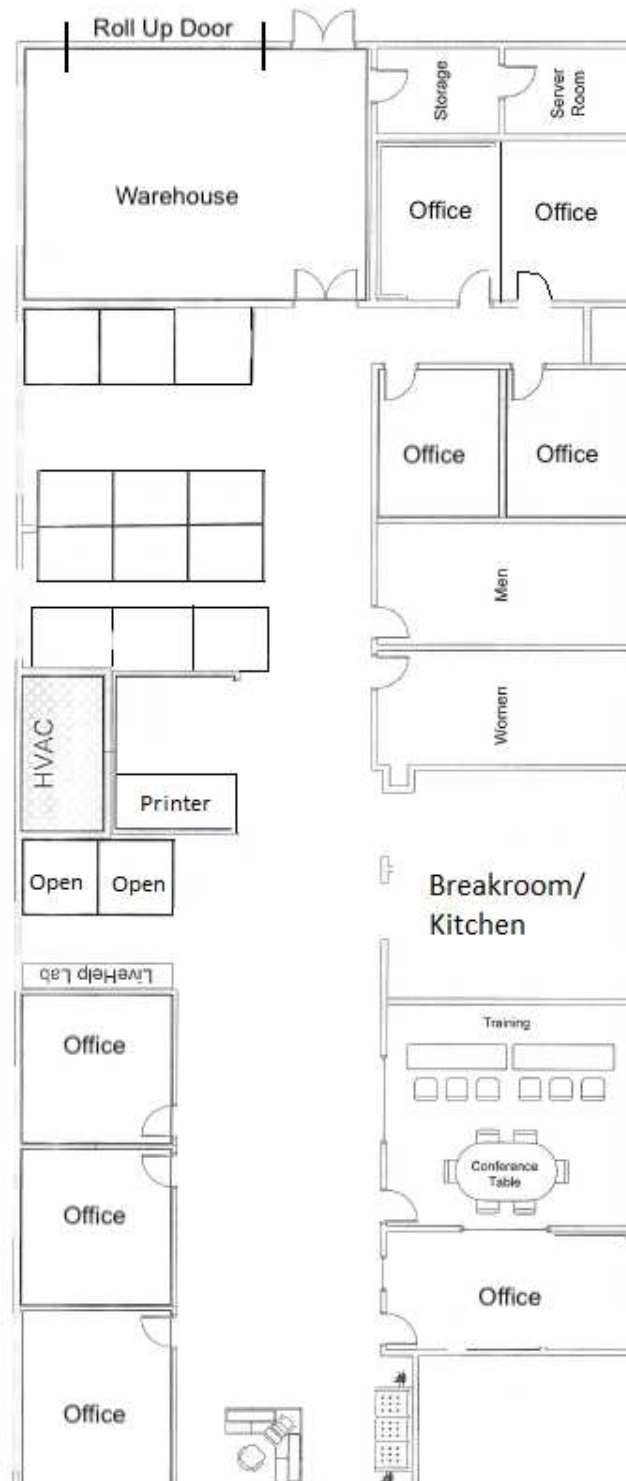 Roll Up Door
Storage
Server
Room
Warehouse
Office
Office
Office
Office
Men
Women
HVAC
Printer
Open
Open
Breakroom/
Kitchen
LiveHelp Lab
Office
Training
Conference
Table
Office
Office
Office